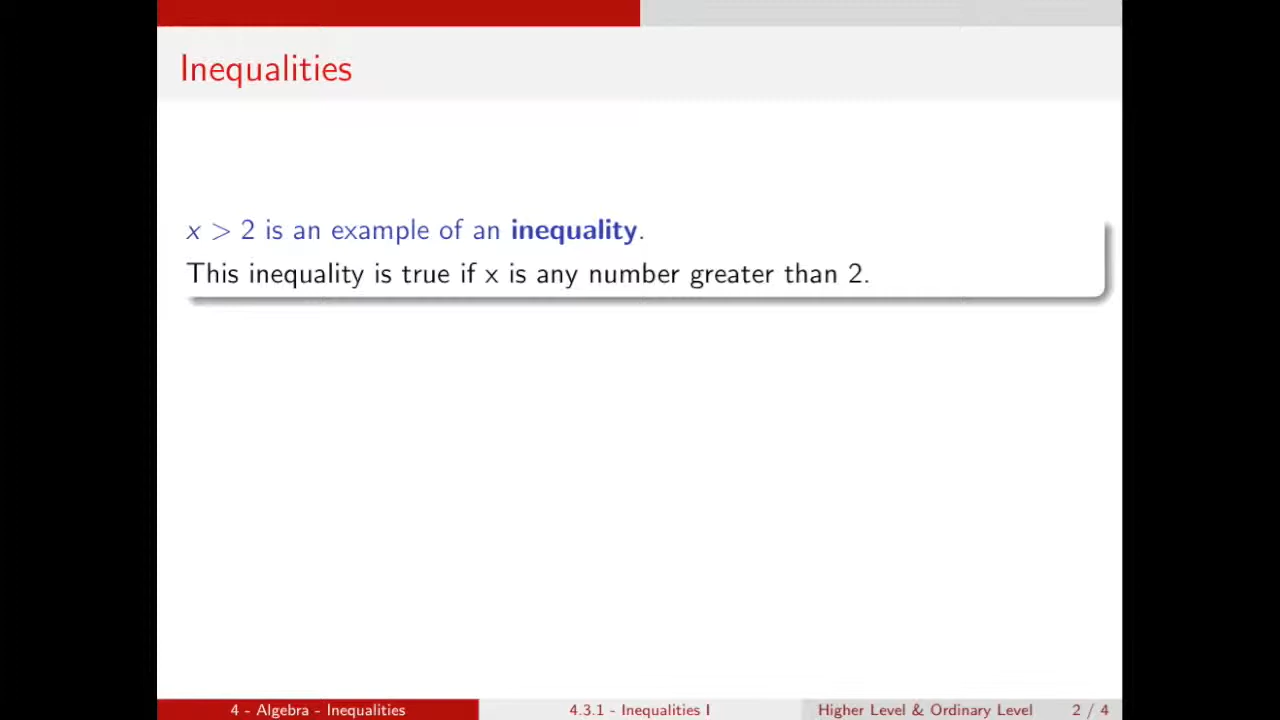 Inequalities
x > 2 is an example of an inequality.
This inequality is true if x is any number greater than 2.
4 - Algebra - Inequalities
4.3.1 - Inequalities I
Higher Level & Ordinary Level
2 / 4